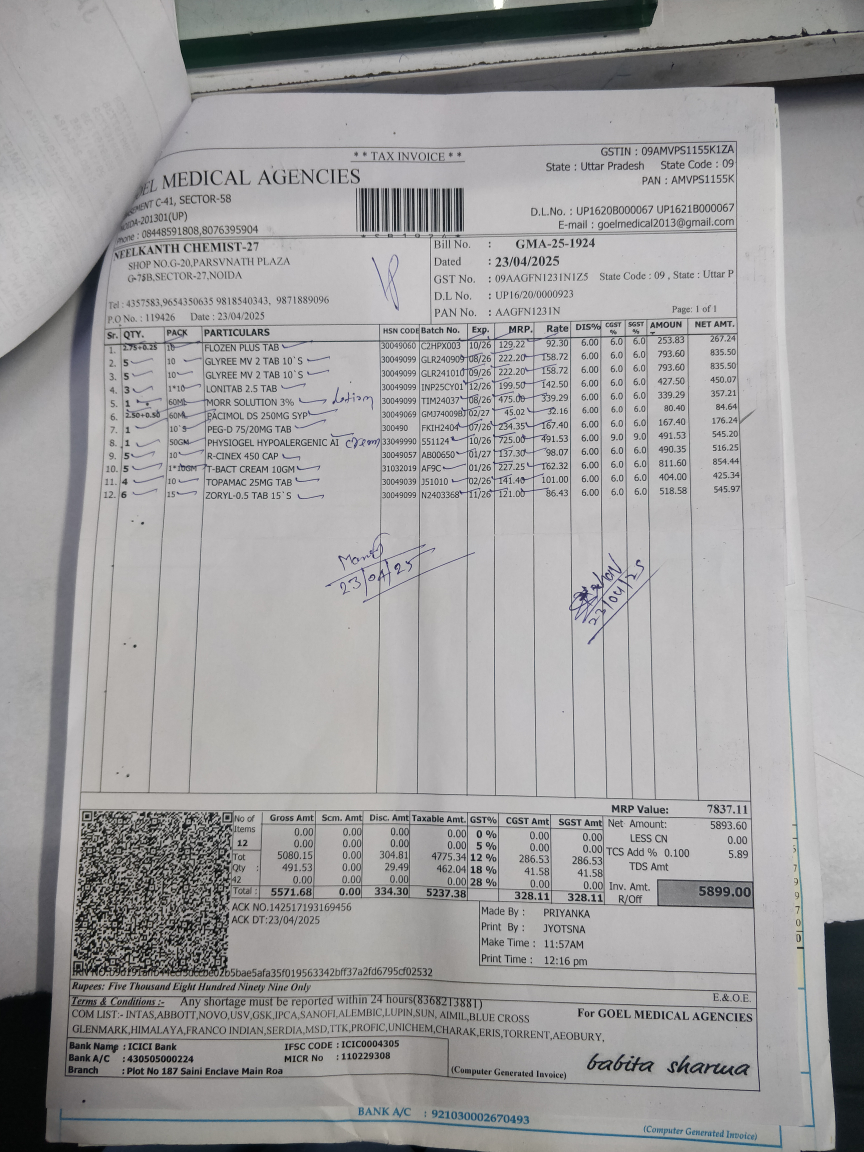 * * TAX INVOICE * *
GSTIN : 09AMVPS1155K1ZA
State : Uttar Pradesh State Code : 09
PAN : AMVPS1155K
EL MEDICAL AGENCIES
EMENT C-41, SECTOR-58
IDA-201301(UP)
hone : 08448591808,8076395904
D.L.No. : UP1620B000067 UP1621B000067
E-mail : goelmedical2013@gmail.com
NEELKANTH CHEMIST-27
SHOP NO.G-20,PARSVNATH PLAZA
G-75B,SECTOR-27,NOIDA
Tel : 4357583,9654350635 9818540343, 9871889096
P.O No. : 119426 Date : 23/04/2025
Bill No. : GMA-25-1924
Dated : 23/04/2025
GST No. : 09AAGFN1231N1Z5 State Code : 09 , State : Uttar P
D.L No. : UP16/20/0000923
PAN No. : AAGFN1231N
Page: 1 of 1
Sr. QTY. PACK PARTICULARS HSN CODE Batch No. Exp. MRP. Rate DIS% CGST % SGST % AMOUNT NET AMT.
1. 2.75+0.25 10 FLOZEN PLUS TAB 30049060 C2HPX003 10/26 129.22 92.30 6.00 6.0 6.0 253.83 267.24
2. 5 10 GLYREE MV 2 TAB 10`S 30049099 GLR240909 08/26 222.20 158.72 6.00 6.0 6.0 793.60 835.50
3. 5 10 GLYREE MV 2 TAB 10`S 30049099 GLR241010 09/26 222.20 158.72 6.00 6.0 6.0 793.60 835.50
4. 3 1*10 LONITAB 2.5 TAB 30049099 INP25CY01 12/26 199.50 142.50 6.00 6.0 6.0 427.50 450.07
5. 1 60ML MORR SOLUTION 3% 30049099 TIM24037 08/26 475.00 339.29 6.00 6.0 6.0 339.29 357.21
6. 2.50+0.50 60ML PACIMOL DS 250MG SYP 30049069 GMJ74009B 02/27 45.02 32.16 6.00 6.0 6.0 80.40 84.64
7. 1 10`S PEG-D 75/20MG TAB 300490 FKIH2404 07/26 234.35 167.40 6.00 6.0 6.0 167.40 176.24
8. 1 50GM PHYSIOGEL HYPOALLERGENIC AI cream 33049990 551124 10/26 725.00 491.53 6.00 9.0 9.0 491.53 545.20
9. 5 10 R-CINEX 450 CAP 30049057 AB00650 01/27 137.30 98.07 6.00 6.0 6.0 490.35 516.25
10. 5 1*10GM T-BACT CREAM 10GM 31032019 AF9C 01/26 227.25 162.32 6.00 6.0 6.0 811.60 854.44
11. 4 10 TOPAMAC 25MG TAB 30049039 J51010 02/26 141.40 101.00 6.00 6.0 6.0 404.00 425.34
12. 6 15 ZORYL-0.5 TAB 15`S 30049099 N2403368 11/26 121.00 86.43 6.00 6.0 6.0 518.58 545.97
23/04/25
23/04/25
MRP Value: 7837.11
No of Items 12
Tot Qty : 42
Gross Amt Scm. Amt Disc. Amt Taxable Amt. GST% CGST Amt SGST Amt
0.00 0.00 0.00 0.00 0 % 0.00 0.00
0.00 0.00 0.00 0.00 5 % 0.00 0.00
5080.15 0.00 304.81 4775.34 12 % 286.53 286.53
491.53 0.00 29.49 462.04 18 % 41.58 41.58
0.00 0.00 0.00 0.00 28 % 0.00 0.00
Total : 5571.68 0.00 334.30 5237.38 328.11 328.11
Net Amount: 5893.60
LESS CN 0.00
TCS Add % 0.100 5.89
TDS Amt
Inv. Amt. 5899.00
R/Off
ACK NO.142517193169456
ACK DT:23/04/2025
Made By : PRIYANKA
Print By : JYOTSNA
Make Time : 11:57AM
Print Time : 12:16 pm
Rupees: Five Thousand Eight Hundred Ninety Nine Only
E.& O.E.
Terms & Conditions :- Any shortage must be reported within 24 hours(8368213881)
COM LIST:- INTAS,ABBOTT,NOVO,USV,GSK,IPCA,SANOFI,ALEMBIC,LUPIN,SUN, AIMIL,BLUE CROSS
GLENMARK,HIMALAYA,FRANCO INDIAN,SERDIA,MSD,TTK,PROFIC,UNICHEM,CHARAK,ERIS,TORRENT,AEOBURY,
For GOEL MEDICAL AGENCIES
Bank Name : ICICI Bank IFSC CODE : ICIC0004305
Bank A/C : 430505000224 MICR No : 110229308
Branch : Plot No 187 Saini Enclave Main Roa
(Computer Generated Invoice)
babita sharma
BANK A/C : 921030002670493
(Computer Generated Invoice)